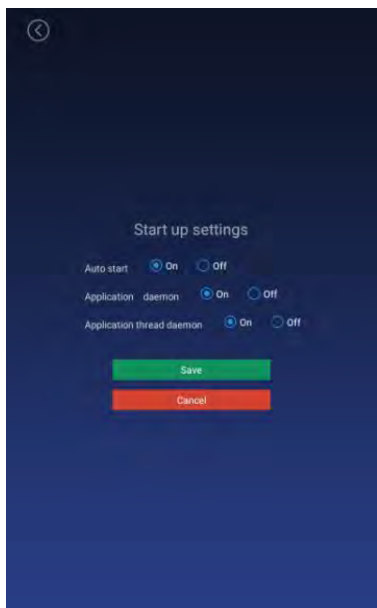 Start up settings
Auto start On Off
Application daemon On Off
Application thread daemon On Off
Save
Cancel